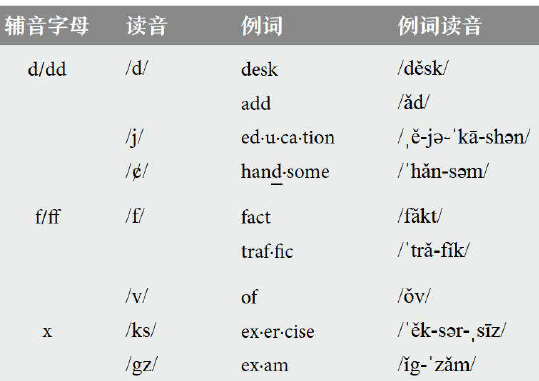 辅音字母 读音 例词 例词读音
d/dd /d/ desk /dĕsk/
add /ăd/
/j/ ed·u·ca·tion /ˌĕ-jə-ˈkā-shən/
/ȼ/ hand·some /ˈhăn-səm/
f/ff /f/ fact /făkt/
traf·fic /ˈtră-fĭk/
/v/ of /ŏv/
x /ks/ ex·er·cise /ˈĕk-sər-ˌsīz/
/gz/ ex·am /ĭg-ˈzăm/